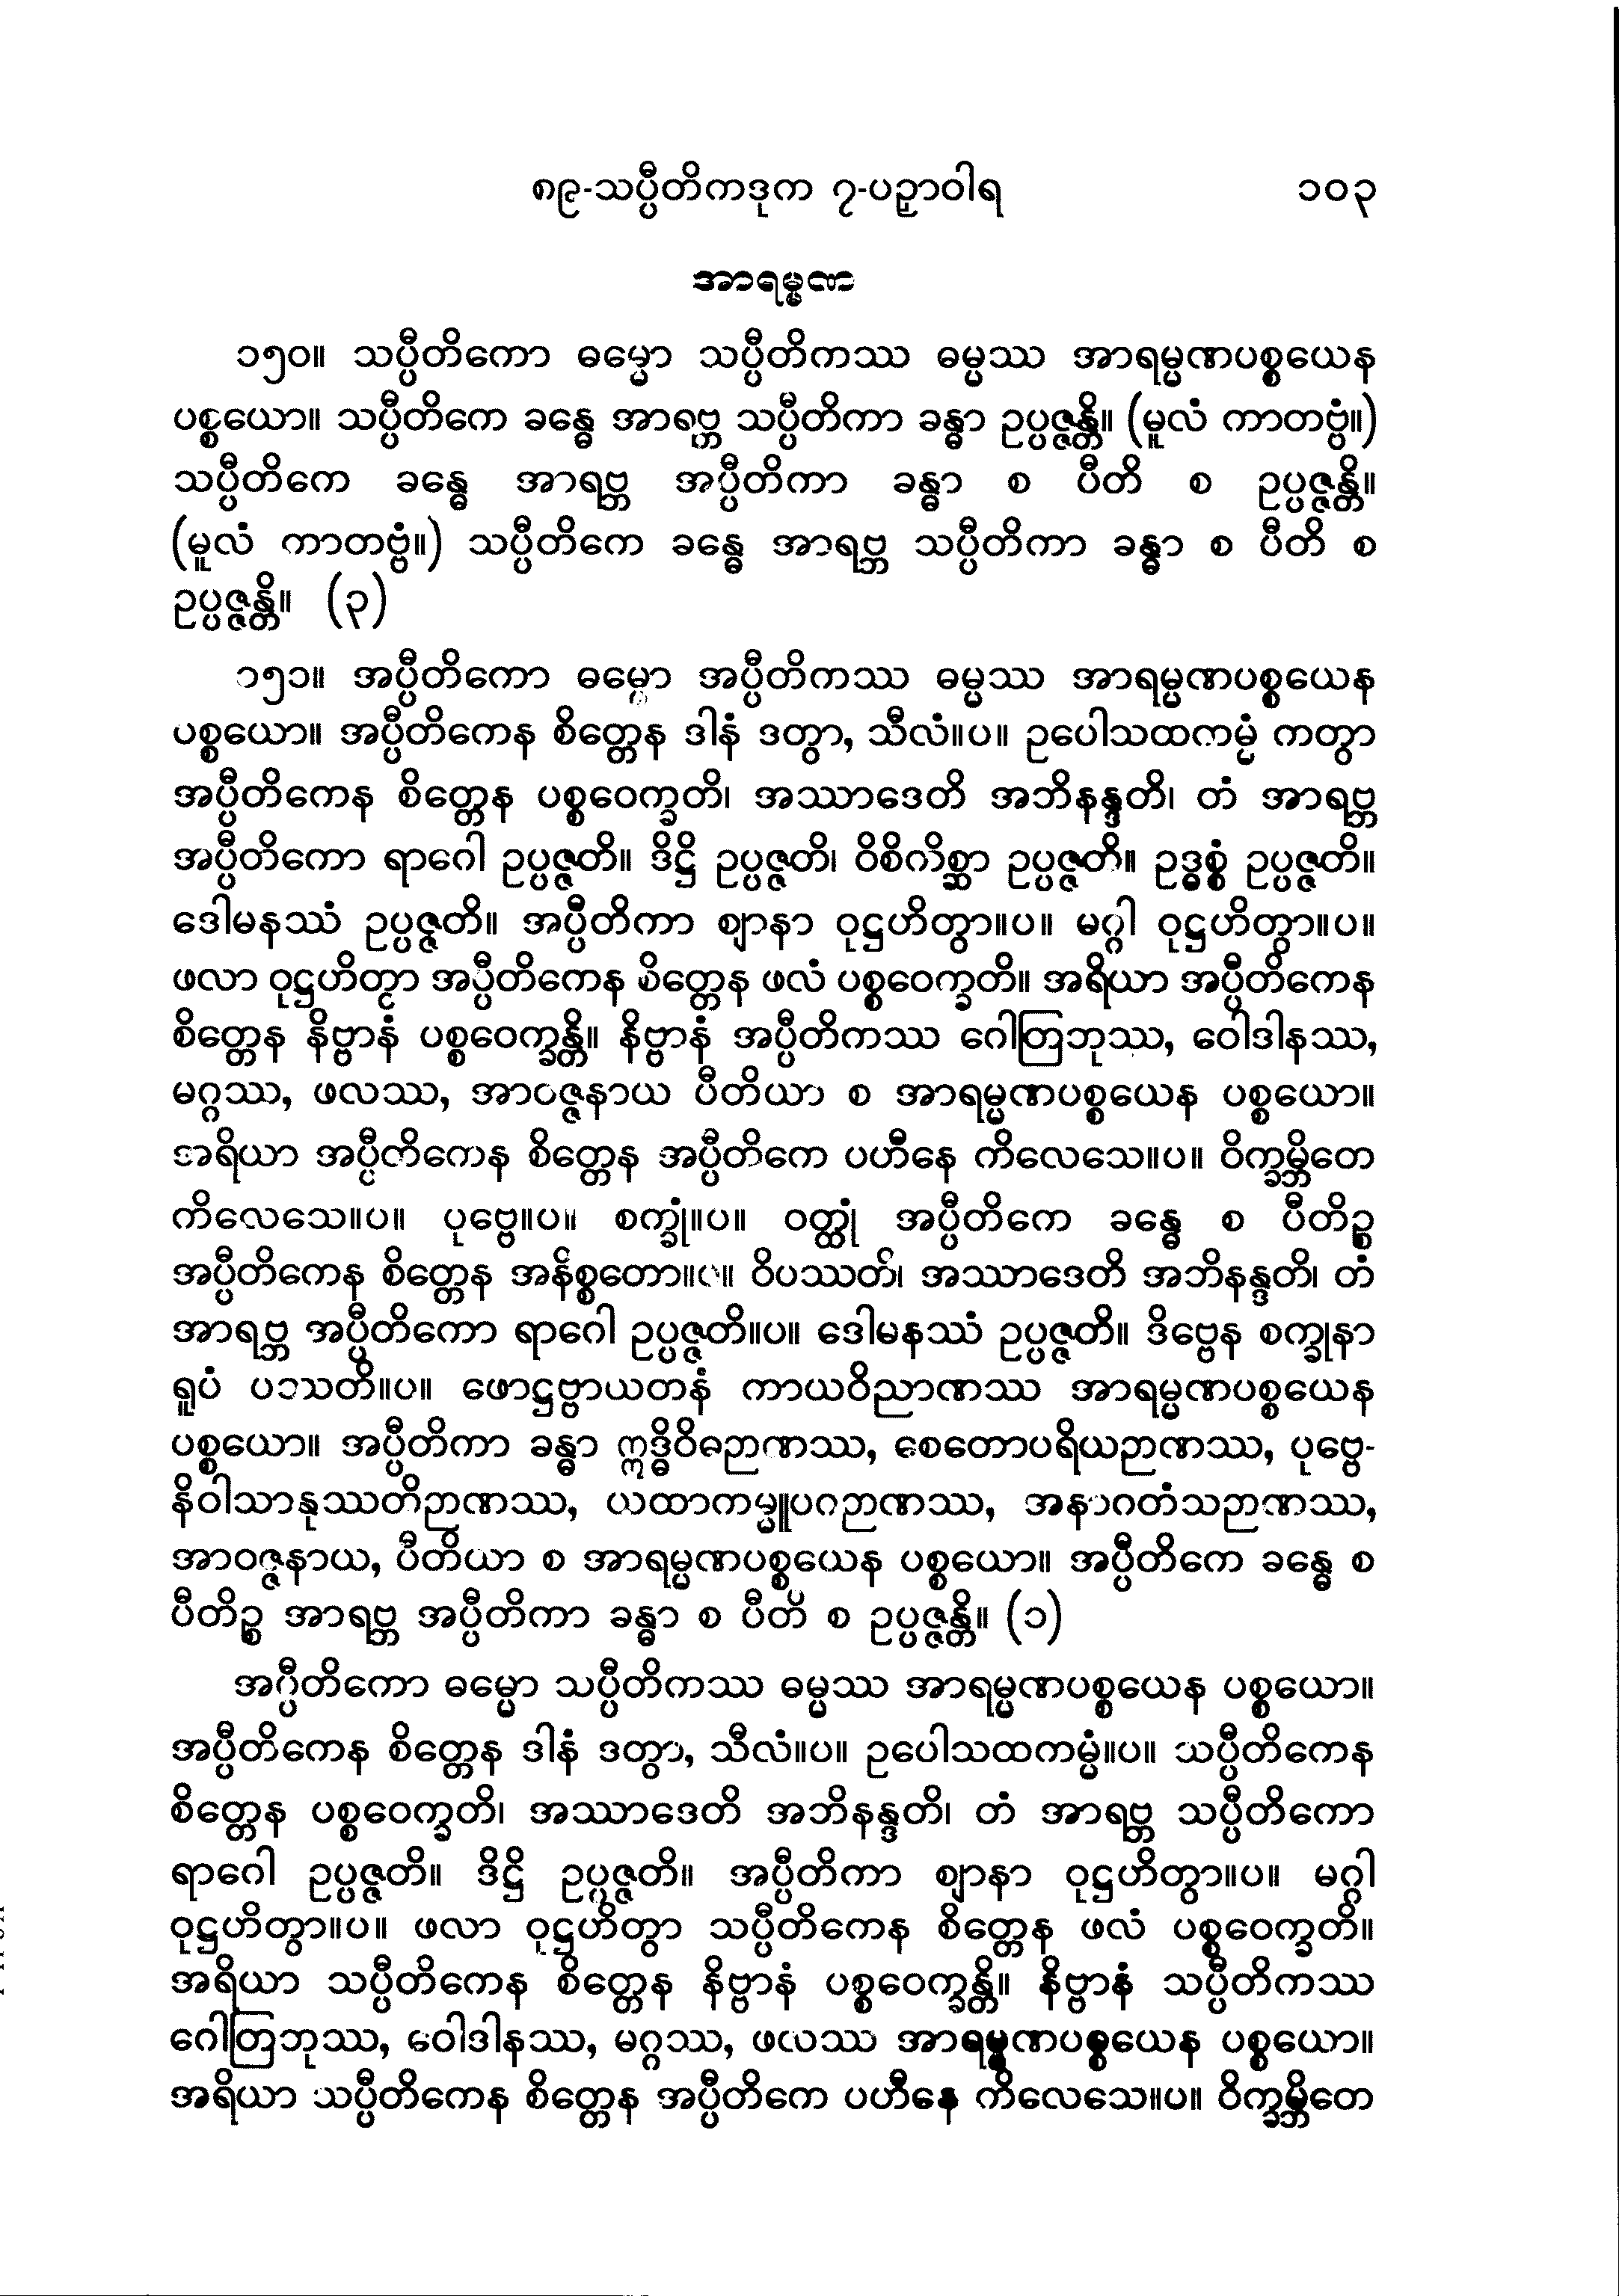 ၈၉-သပ္ပီတိကဒုက ၇-ပဉှာဝါရ ၁၀၃
အာရမ္မဏ
၁၅၀။ သပ္ပီတိကော ဓမ္မော သပ္ပီတိကဿ ဓမ္မဿ အာရမ္မဏပစ္စယေန
ပစ္စယော။ သပ္ပီတိကေ ခန္ဓေ အာရဗ္ဘ သပ္ပီတိကာ ခန္ဓာ ဥပ္ပဇ္ဇန္တိ။ (မူလံ ကာတဗ္ဗံ။)
သပ္ပီတိကေ ခန္ဓေ အာရဗ္ဘ အပ္ပီတိကာ ခန္ဓာ စ ပီတိ စ ဥပ္ပဇ္ဇန္တိ။
(မူလံ ကာတဗ္ဗံ။) သပ္ပီတိကေ ခန္ဓေ အာရဗ္ဘ သပ္ပီတိကာ ခန္ဓာ စ ပီတိ စ
ဥပ္ပဇ္ဇန္တိ။ (၃)
၁၅၁။ အပ္ပီတိကော ဓမ္မော အပ္ပီတိကဿ ဓမ္မဿ အာရမ္မဏပစ္စယေန
ပစ္စယော။ အပ္ပီတိကေန စိတ္တေန ဒါနံ ဒတွာ, သီလံ။ပ။ ဥပေါသထကမ္မံ ကတွာ
အပ္ပီတိကေန စိတ္တေန ပစ္စဝေက္ခတိ၊ အဿာဒေတိ အဘိနန္ဒတိ၊ တံ အာရဗ္ဘ
အပ္ပီတိကော ရာဂေါ ဥပ္ပဇ္ဇတိ။ ဒိဋ္ဌိ ဥပ္ပဇ္ဇတိ၊ ဝိစိကိစ္ဆာ ဥပ္ပဇ္ဇတိ။ ဥဒ္ဓစ္စံ ဥပ္ပဇ္ဇတိ။
ဒေါမနဿံ ဥပ္ပဇ္ဇတိ။ အပ္ပီတိကာ ဈာနာ ဝုဋ္ဌဟိတွာ။ပ။ မဂ္ဂါ ဝုဋ္ဌဟိတွာ။ပ။
ဖလာ ဝုဋ္ဌဟိတွာ အပ္ပီတိကေန စိတ္တေန ဖလံ ပစ္စဝေက္ခတိ။ အရိယာ အပ္ပီတိကေန
စိတ္တေန နိဗ္ဗာနံ ပစ္စဝေက္ခန္တိ။ နိဗ္ဗာနံ အပ္ပီတိကဿ ဂေါတြဘုဿ, ဝေါဒါနဿ,
မဂ္ဂဿ, ဖလဿ, အာဝဇ္ဇနာယ ပီတိယာ စ အာရမ္မဏပစ္စယေန ပစ္စယော။
အရိယာ အပ္ပီတိကေန စိတ္တေန အပ္ပီတိကေ ပဟီနေ ကိလေသေ။ပ။ ဝိက္ခမ္ဘိတေ
ကိလေသေ။ပ။ ပုဗ္ဗေ။ပ။ စက္ခုံ။ပ။ ဝတ္ထုံ အပ္ပီတိကေ ခန္ဓေ စ ပီတိဉ္စ
အပ္ပီတိကေန စိတ္တေန အနိစ္စတော။ပ။ ဝိပဿတိ၊ အဿာဒေတိ အဘိနန္ဒတိ၊ တံ
အာရဗ္ဘ အပ္ပီတိကော ရာဂေါ ဥပ္ပဇ္ဇတိ။ပ။ ဒေါမနဿံ ဥပ္ပဇ္ဇတိ။ ဒိဗ္ဗေန စက္ခုနာ
ရူပံ ပဿတိ။ပ။ ဖောဋ္ဌဗ္ဗာယတနံ ကာယဝိညာဏဿ အာရမ္မဏပစ္စယေန
ပစ္စယော။ အပ္ပီတိကာ ခန္ဓာ ဣဒ္ဓိဝိဓဉာဏဿ, စေတောပရိယဉာဏဿ, ပုဗ္ဗေ-
နိဝါသာနုဿတိဉာဏဿ, ယထာကမ္မူပဂဉာဏဿ, အနာဂတံသဉာဏဿ,
အာဝဇ္ဇနာယ, ပီတိယာ စ အာရမ္မဏပစ္စယေန ပစ္စယော။ အပ္ပီတိကေ ခန္ဓေ စ
ပီတိဉ္စ အာရဗ္ဘ အပ္ပီတိကာ ခန္ဓာ စ ပီတိ စ ဥပ္ပဇ္ဇန္တိ။ (၁)
အပ္ပီတိကော ဓမ္မော သပ္ပီတိကဿ ဓမ္မဿ အာရမ္မဏပစ္စယေန ပစ္စယော။
အပ္ပီတိကေန စိတ္တေန ဒါနံ ဒတွာ, သီလံ။ပ။ ဥပေါသထကမ္မံ။ပ။ သပ္ပီတိကေန
စိတ္တေန ပစ္စဝေက္ခတိ၊ အဿာဒေတိ အဘိနန္ဒတိ၊ တံ အာရဗ္ဘ သပ္ပီတိကော
ရာဂေါ ဥပ္ပဇ္ဇတိ။ ဒိဋ္ဌိ ဥပ္ပဇ္ဇတိ။ အပ္ပီတိကာ ဈာနာ ဝုဋ္ဌဟိတွာ။ပ။ မဂ္ဂါ
ဝုဋ္ဌဟိတွာ။ပ။ ဖလာ ဝုဋ္ဌဟိတွာ သပ္ပီတိကေန စိတ္တေန ဖလံ ပစ္စဝေက္ခတိ။
အရိယာ သပ္ပီတိကေန စိတ္တေန နိဗ္ဗာနံ ပစ္စဝေက္ခန္တိ။ နိဗ္ဗာနံ သပ္ပီတိကဿ
ဂေါတြဘုဿ, ဝေါဒါနဿ, မဂ္ဂဿ, ဖလဿ အာရမ္မဏပစ္စယေန ပစ္စယော။
အရိယာ သပ္ပီတိကေန စိတ္တေန အပ္ပီတိကေ ပဟီနေ ကိလေသေ။ပ။ ဝိက္ခမ္ဘိတေ